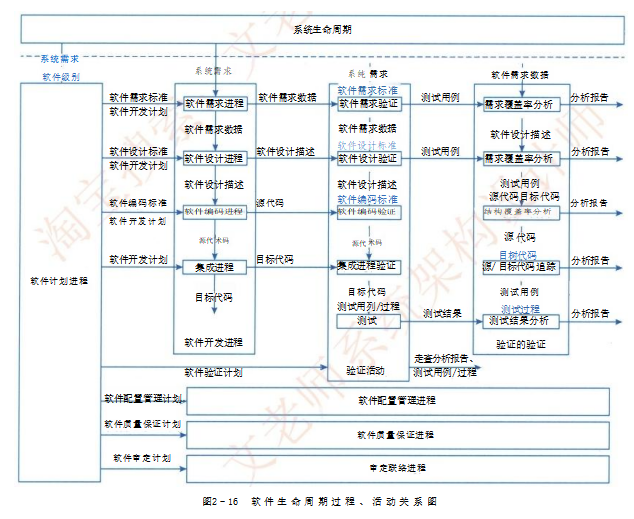 系统生命周期
系统需求
软件级别
系统需求
系统 需求
软件需求数据
软件需求标准
软件开发计划
软件需求进程
软件需求数据
软件需求标准
软件需求验证
测试用例
需求覆盖率分析
分析报告
软件需求数据
软件需求数据
软件设计描述
软件设计标准
软件开发计划
软件设计进程
软件设计描述
软件设计标准
软件设计验证
测试用例
需求覆盖率分析
分析报告
软件设计描述
软件设计描述
测试用例
源代码目标代码
软件编码标准
软件开发计划
软件编码进程
源代码
软件编码标准
软件编码验证
结构覆盖率分析
分析报告
源代 末码
源代 末码
源代码
目树代码
软件开发计划
集成进程
目标代码
集成进程验证
源/目标代码追踪
分析报告
软件计划进程
目标代码
目标代码
测试用列/过程
测试用例
测试过程
测试
测试结果
测试结果分析
分析报告
软件开发进程
验证的验证
软件验证计划
验证活动
走查分析报告、
测试用例/过程
软件配置管理计划
软件配置管理进程
软件质量保证计划
软件质量保证进程
软件审定计划
审定联络进程
图2-16 软件生命周期过程、活动关系图
淘宝搜索
文老师系统架构设计师